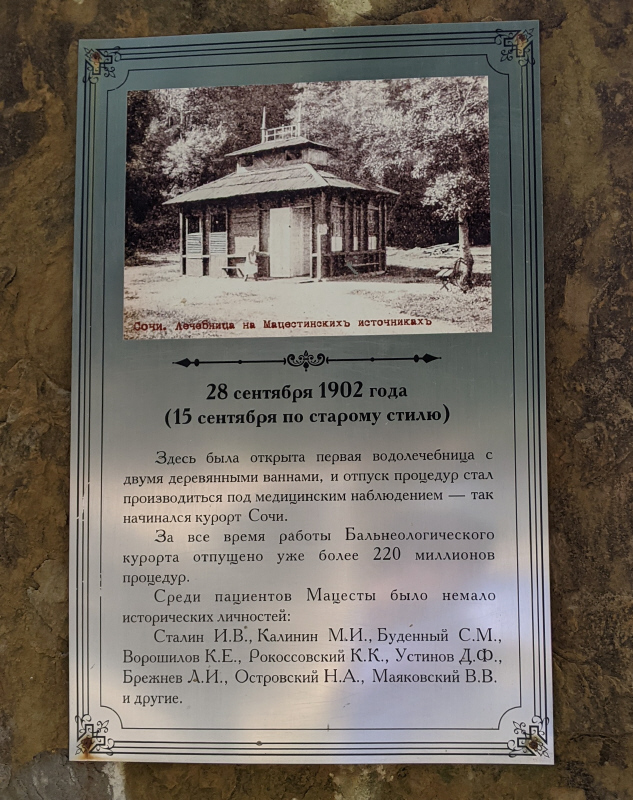 Сочи. Лечебница на Мацестинскихъ источникахъ
28 сентября 1902 года
(15 сентября по старому стилю)
Здесь была открыта первая водолечебница с
двумя деревянными ваннами, и отпуск процедур стал
производиться под медицинским наблюдением — так
начинался курорт Сочи.
За все время работы Бальнеологического
курорта отпущено уже более 220 миллионов
процедур.
Среди пациентов Мацесты было немало
исторических личностей:
Сталин И.В., Калинин М.И., Буденный С.М.,
Ворошилов К.Е., Рокоссовский К.К., Устинов Д.Ф.,
Брежнев Л.И., Островский Н.А., Маяковский В.В.
и другие.